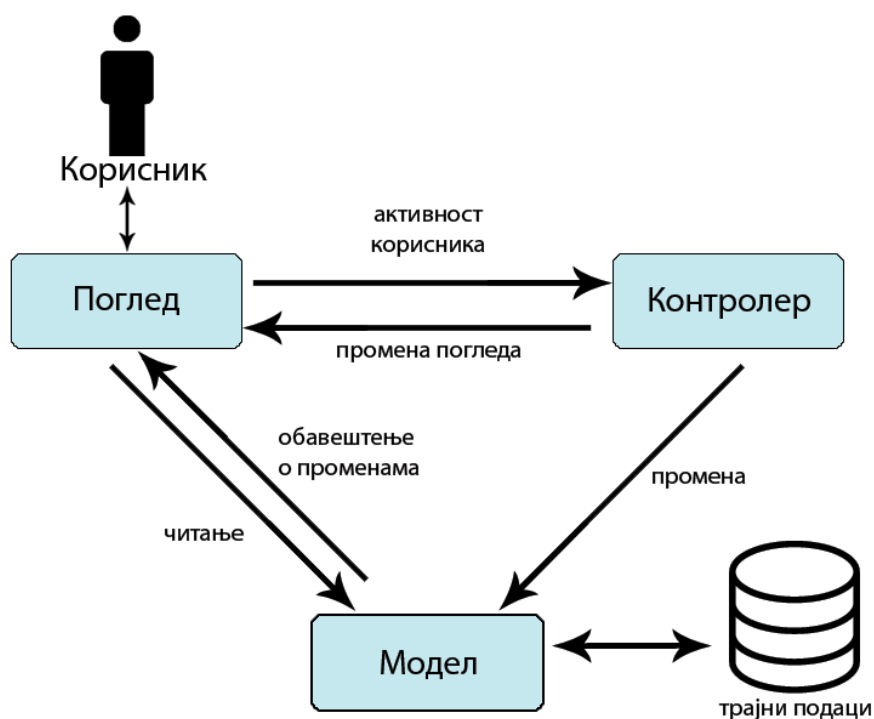 Корисник
активност
корисника
Поглед
Контролер
промена погледа
обавештење
о променама
промена
читање
Модел
трајни подаци